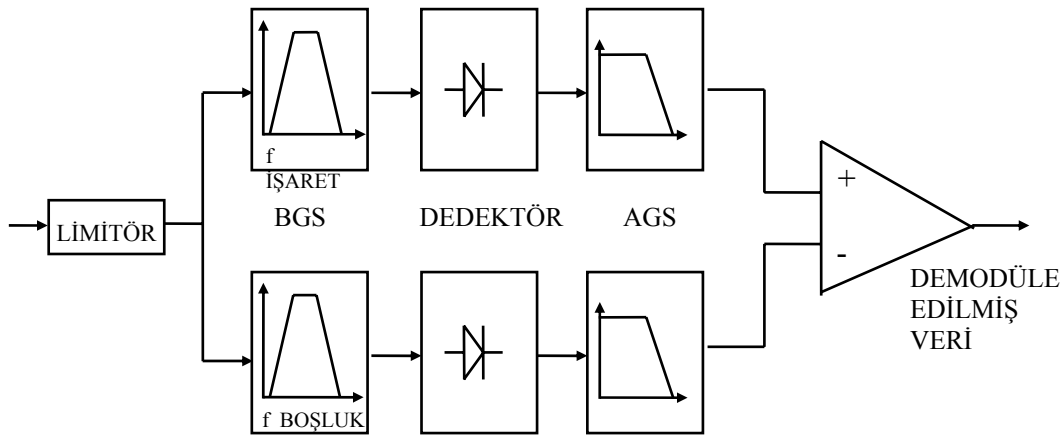 f
İŞARET
BGS
DEDEKTÖR
AGS
LİMİTÖR
+
-
DEMODÜLE
EDİLMİŞ
VERİ
f BOŞLUK